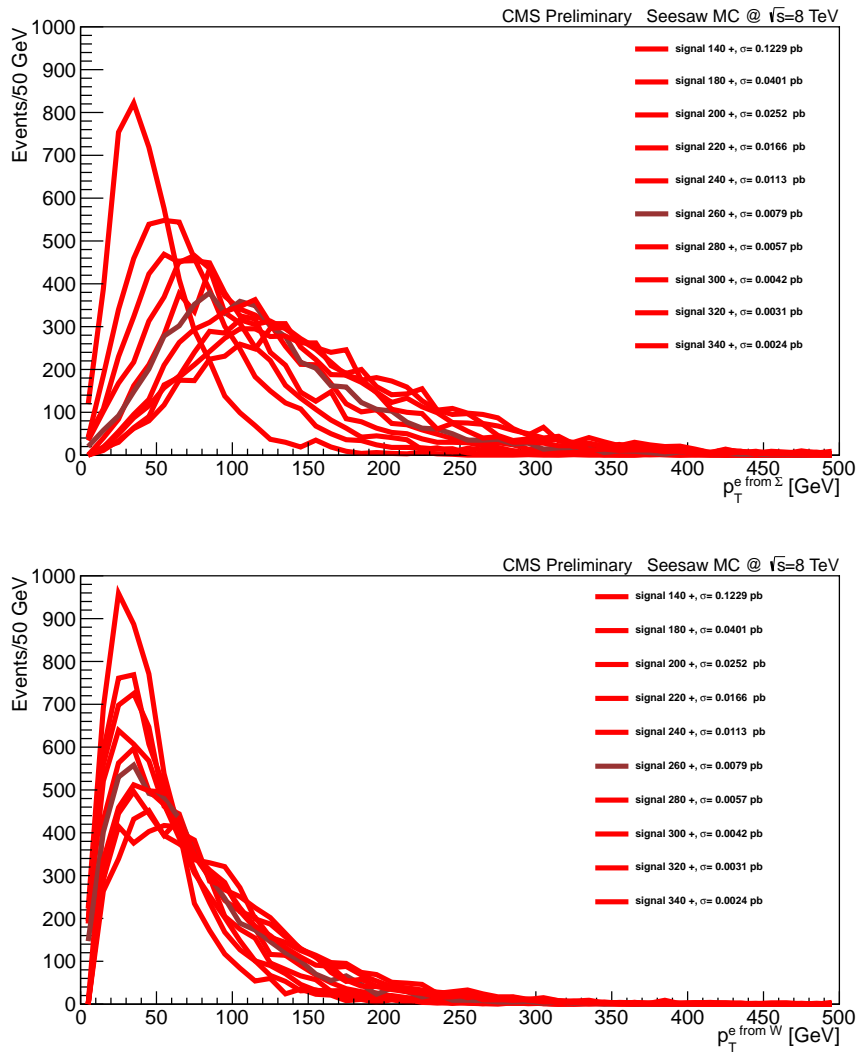 CMS Preliminary Seesaw MC @ √s=8 TeV
Events/50 GeV
1000
900
800
700
600
500
400
300
200
100
0
signal 140 +, σ= 0.1229 pb
signal 180 +, σ= 0.0401 pb
signal 200 +, σ= 0.0252 pb
signal 220 +, σ= 0.0166 pb
signal 240 +, σ= 0.0113 pb
signal 260 +, σ= 0.0079 pb
signal 280 +, σ= 0.0057 pb
signal 300 +, σ= 0.0042 pb
signal 320 +, σ= 0.0031 pb
signal 340 +, σ= 0.0024 pb
0 50 100 150 200 250 300 350 400 450 500
p_T^e from Σ [GeV]
CMS Preliminary Seesaw MC @ √s=8 TeV
Events/50 GeV
1000
900
800
700
600
500
400
300
200
100
0
signal 140 +, σ= 0.1229 pb
signal 180 +, σ= 0.0401 pb
signal 200 +, σ= 0.0252 pb
signal 220 +, σ= 0.0166 pb
signal 240 +, σ= 0.0113 pb
signal 260 +, σ= 0.0079 pb
signal 280 +, σ= 0.0057 pb
signal 300 +, σ= 0.0042 pb
signal 320 +, σ= 0.0031 pb
signal 340 +, σ= 0.0024 pb
0 50 100 150 200 250 300 350 400 450 500
p_T^e from W [GeV]